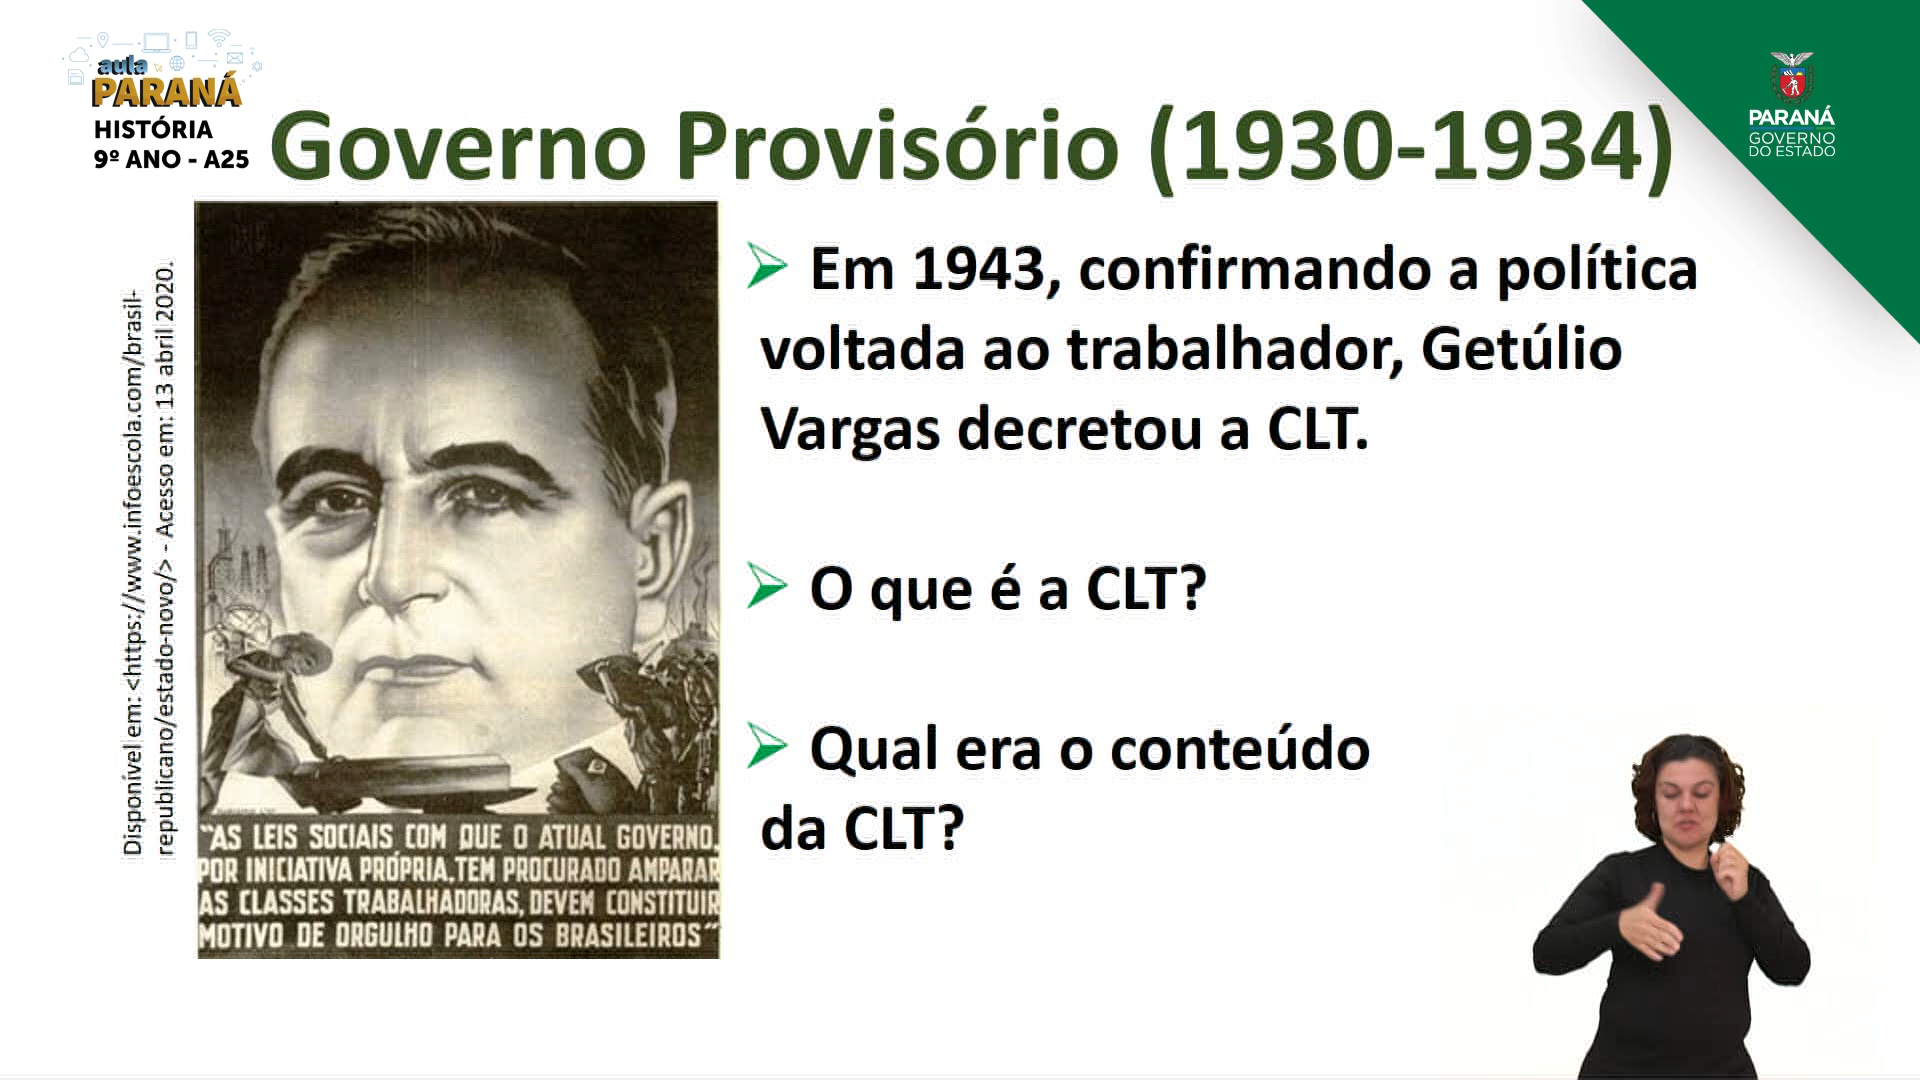 aula
PARANÁ
HISTÓRIA
9º ANO - A25
Governo Provisório (1930-1934)
PARANÁ
GOVERNO
DO ESTADO
Disponível em: <https://www.infoescola.com/brasil-
republicano/estado-novo/> - Acesso em: 13 abril 2020.
"AS LEIS SOCIAIS COM QUE O ATUAL GOVERNO,
POR INICIATIVA PRÓPRIA, TEM PROCURADO AMPARAR
AS CLASSES TRABALHADORAS, DEVEM CONSTITUIR
MOTIVO DE ORGULHO PARA OS BRASILEIROS"
Em 1943, confirmando a política
voltada ao trabalhador, Getúlio
Vargas decretou a CLT.
O que é a CLT?
Qual era o conteúdo
da CLT?